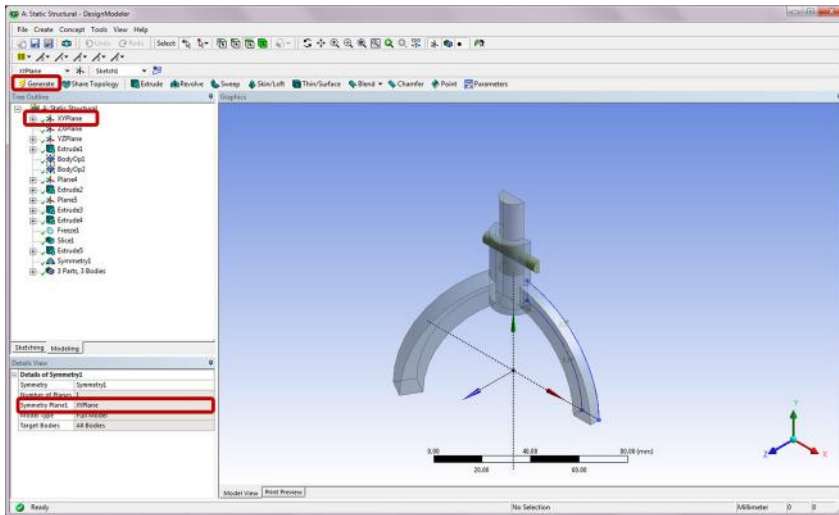 A: Static Structural - DesignModeler
File Create Concept Tools View Help
Undo Redo Select
XYPlane Sketch1
Generate Share Topology Extrude Revolve Sweep Skin/Loft Thin/Surface Blend Chamfer Point Parameters
Tree Outline
A: Static Structural
XYPlane
ZXPlane
YZPlane
Extrude1
BodyOp1
BodyOp2
Plane4
Extrude2
Plane5
Extrude3
Extrude4
Freeze1
Slice1
Extrude5
Symmetry1
3 Parts, 3 Bodies
Sketching Modeling
Details View
Details of Symmetry1
Symmetry Symmetry1
Number of Planes 1
Symmetry Plane1 XYPlane
Model Type Full Model
Target Bodies All Bodies
Graphics
0.00 40.00 80.00 (mm)
20.00 60.00
Y
Z X
Model View Print Preview
Ready No Selection Millimeter 0 0